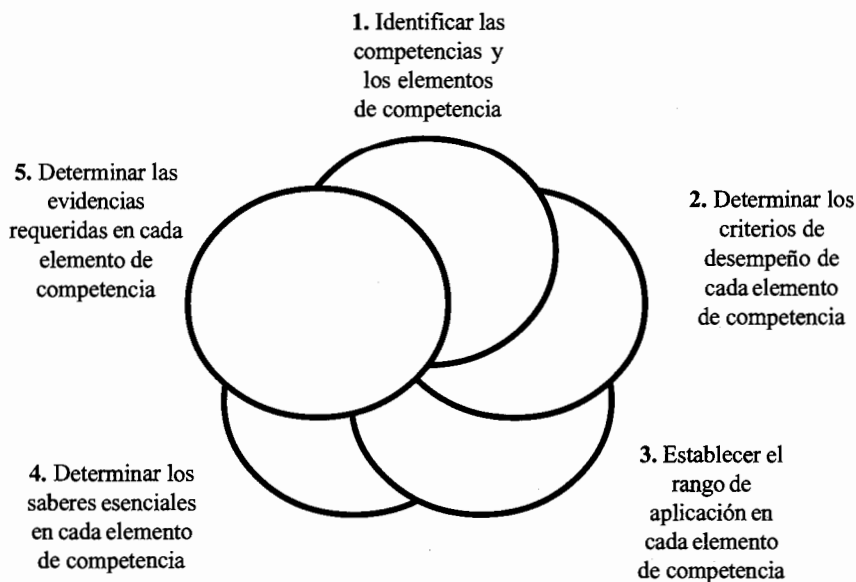 1. Identificar las
competencias y
los elementos
de competencia
2. Determinar los
criterios de
desempeño de
cada elemento
de competencia
3. Establecer el
rango de
aplicación en
cada elemento
de competencia
4. Determinar los
saberes esenciales
en cada elemento
de competencia
5. Determinar las
evidencias
requeridas en cada
elemento de
competencia